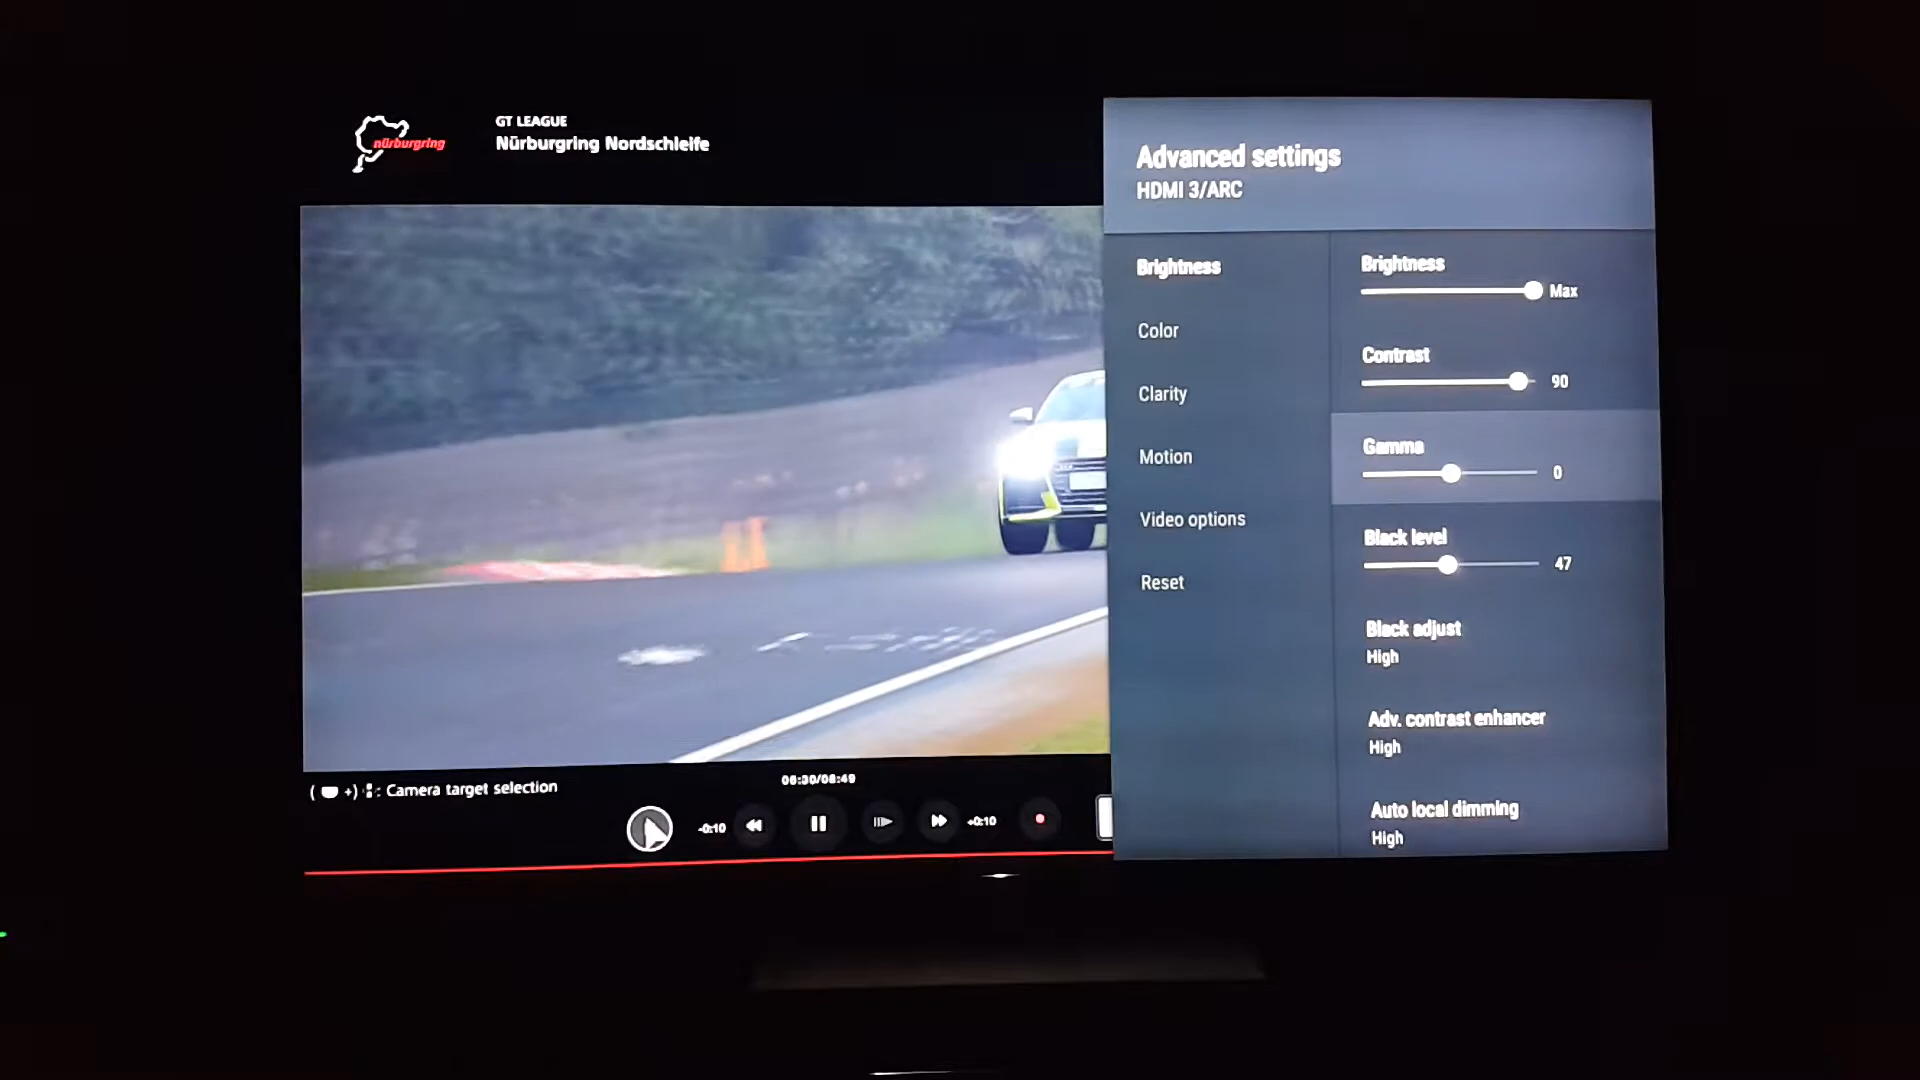 nürburgring
GT LEAGUE
Nürburgring Nordschleife
( +) : Camera target selection
06:30/08:49
-0:10
+0:10
Advanced settings
HDMI 3/ARC
Brightness
Color
Clarity
Motion
Video options
Reset
Brightness
Max
Contrast
90
Gamma
0
Black level
47
Black adjust
High
Adv. contrast enhancer
High
Auto local dimming
High